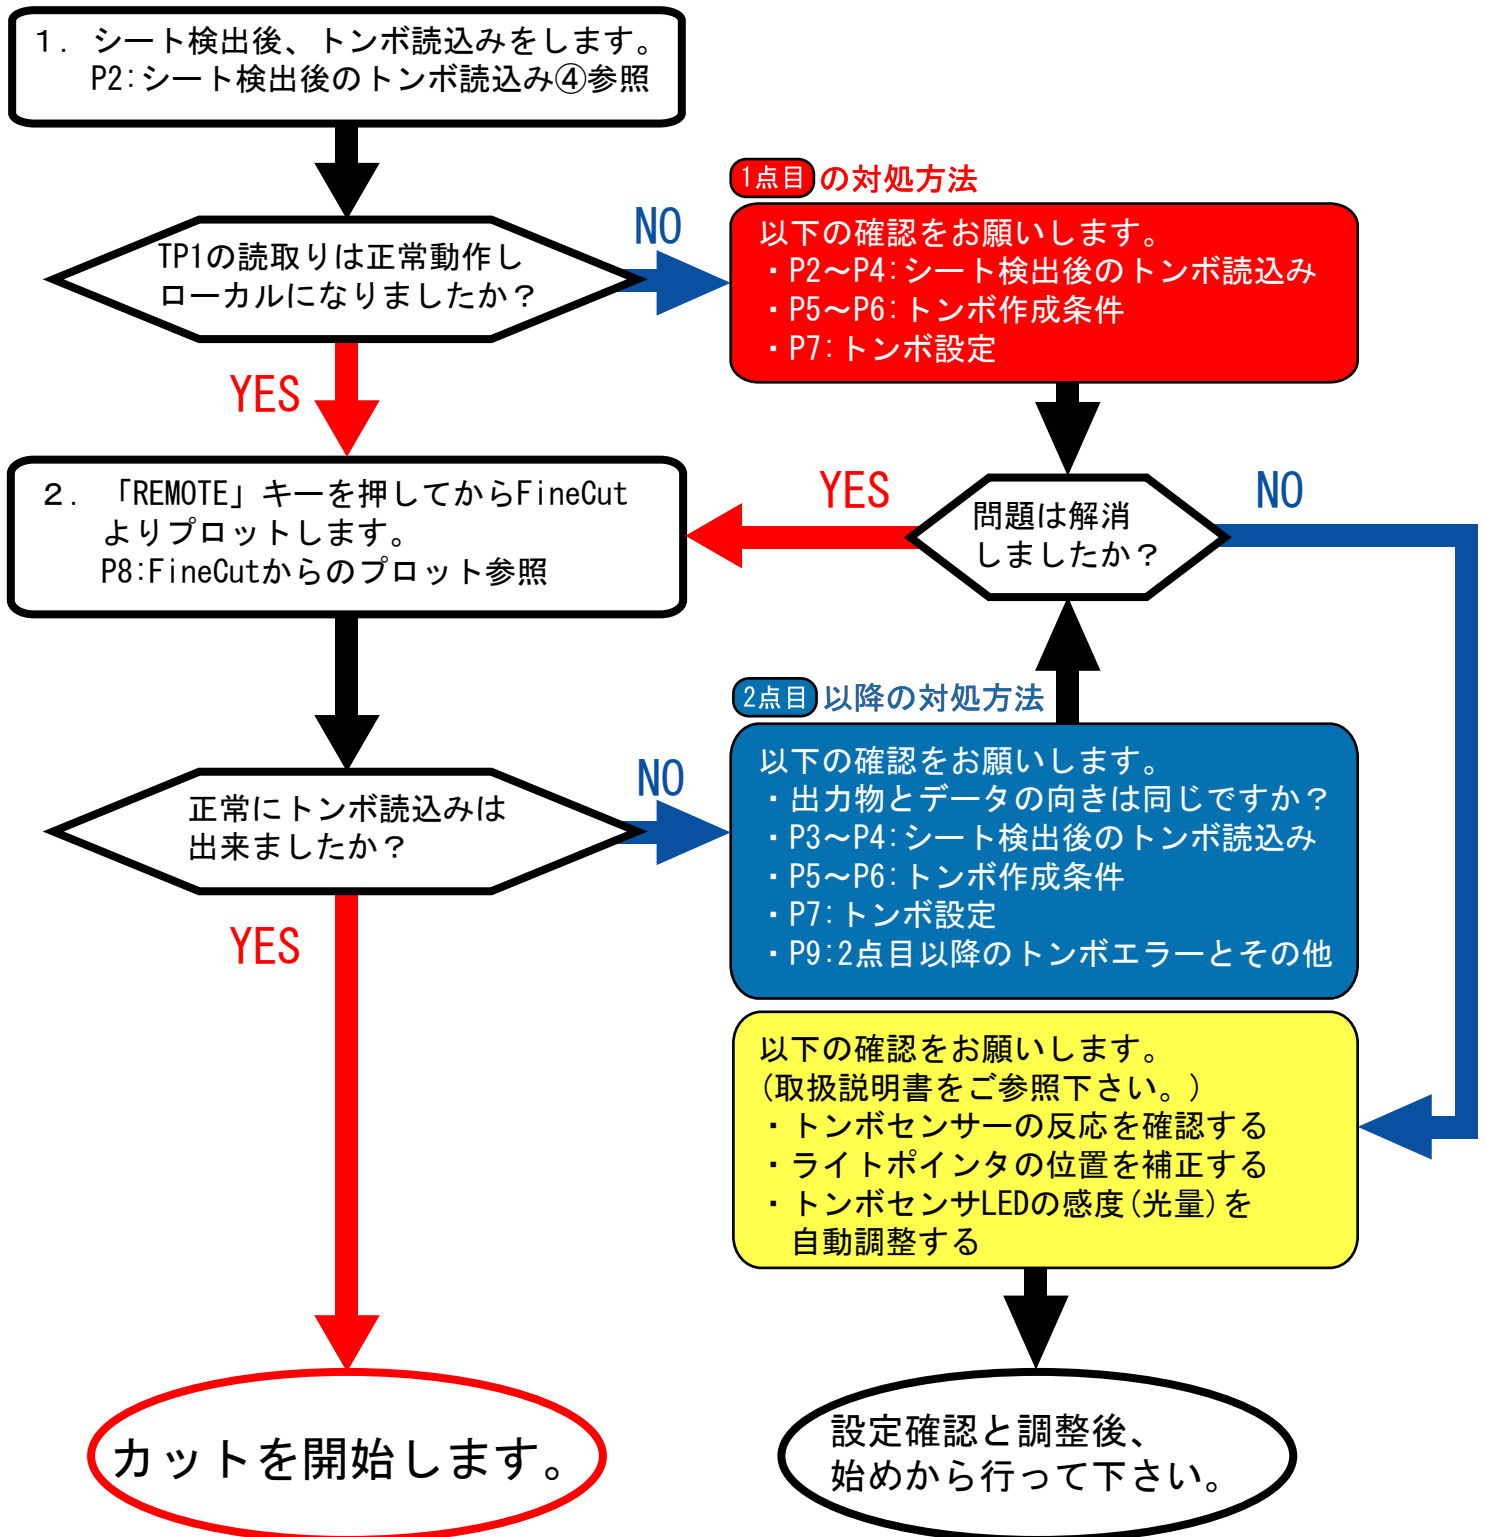 １. シート検出後、トンボ読込みをします。
P2:シート検出後のトンボ読込み④参照
TP1の読取りは正常動作し
ローカルになりましたか？
NO
YES
1点目の対処方法
以下の確認をお願いします。
・P2～P4:シート検出後のトンボ読込み
・P5～P6:トンボ作成条件
・P7:トンボ設定
２. 「REMOTE」キーを押してからFineCut
よりプロットします。
P8:FineCutからのプロット参照
YES
問題は解消
しましたか？
NO
正常にトンボ読込みは
出来ましたか？
NO
YES
2点目以降の対処方法
以下の確認をお願いします。
・出力物とデータの向きは同じですか？
・P3～P4:シート検出後のトンボ読込み
・P5～P6:トンボ作成条件
・P7:トンボ設定
・P9:2点目以降のトンボエラーとその他
以下の確認をお願いします。
(取扱説明書をご参照下さい。)
・トンボセンサーの反応を確認する
・ライトポインタの位置を補正する
・トンボセンサLEDの感度(光量)を
自動調整する
カットを開始します。
設定確認と調整後、
始めから行って下さい。